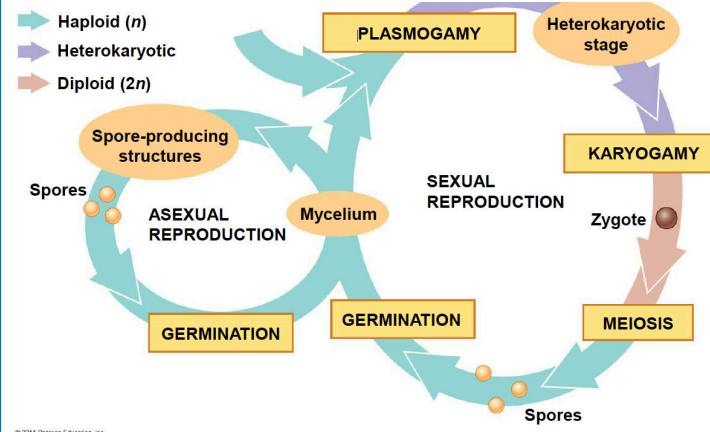 Haploid (n)
Heterokaryotic
Diploid (2n)
PLASMOGAMY
Heterokaryotic
stage
Spore-producing
structures
KARYOGAMY
Spores
ASEXUAL
REPRODUCTION
Mycelium
SEXUAL
REPRODUCTION
Zygote
GERMINATION
GERMINATION
MEIOSIS
Spores